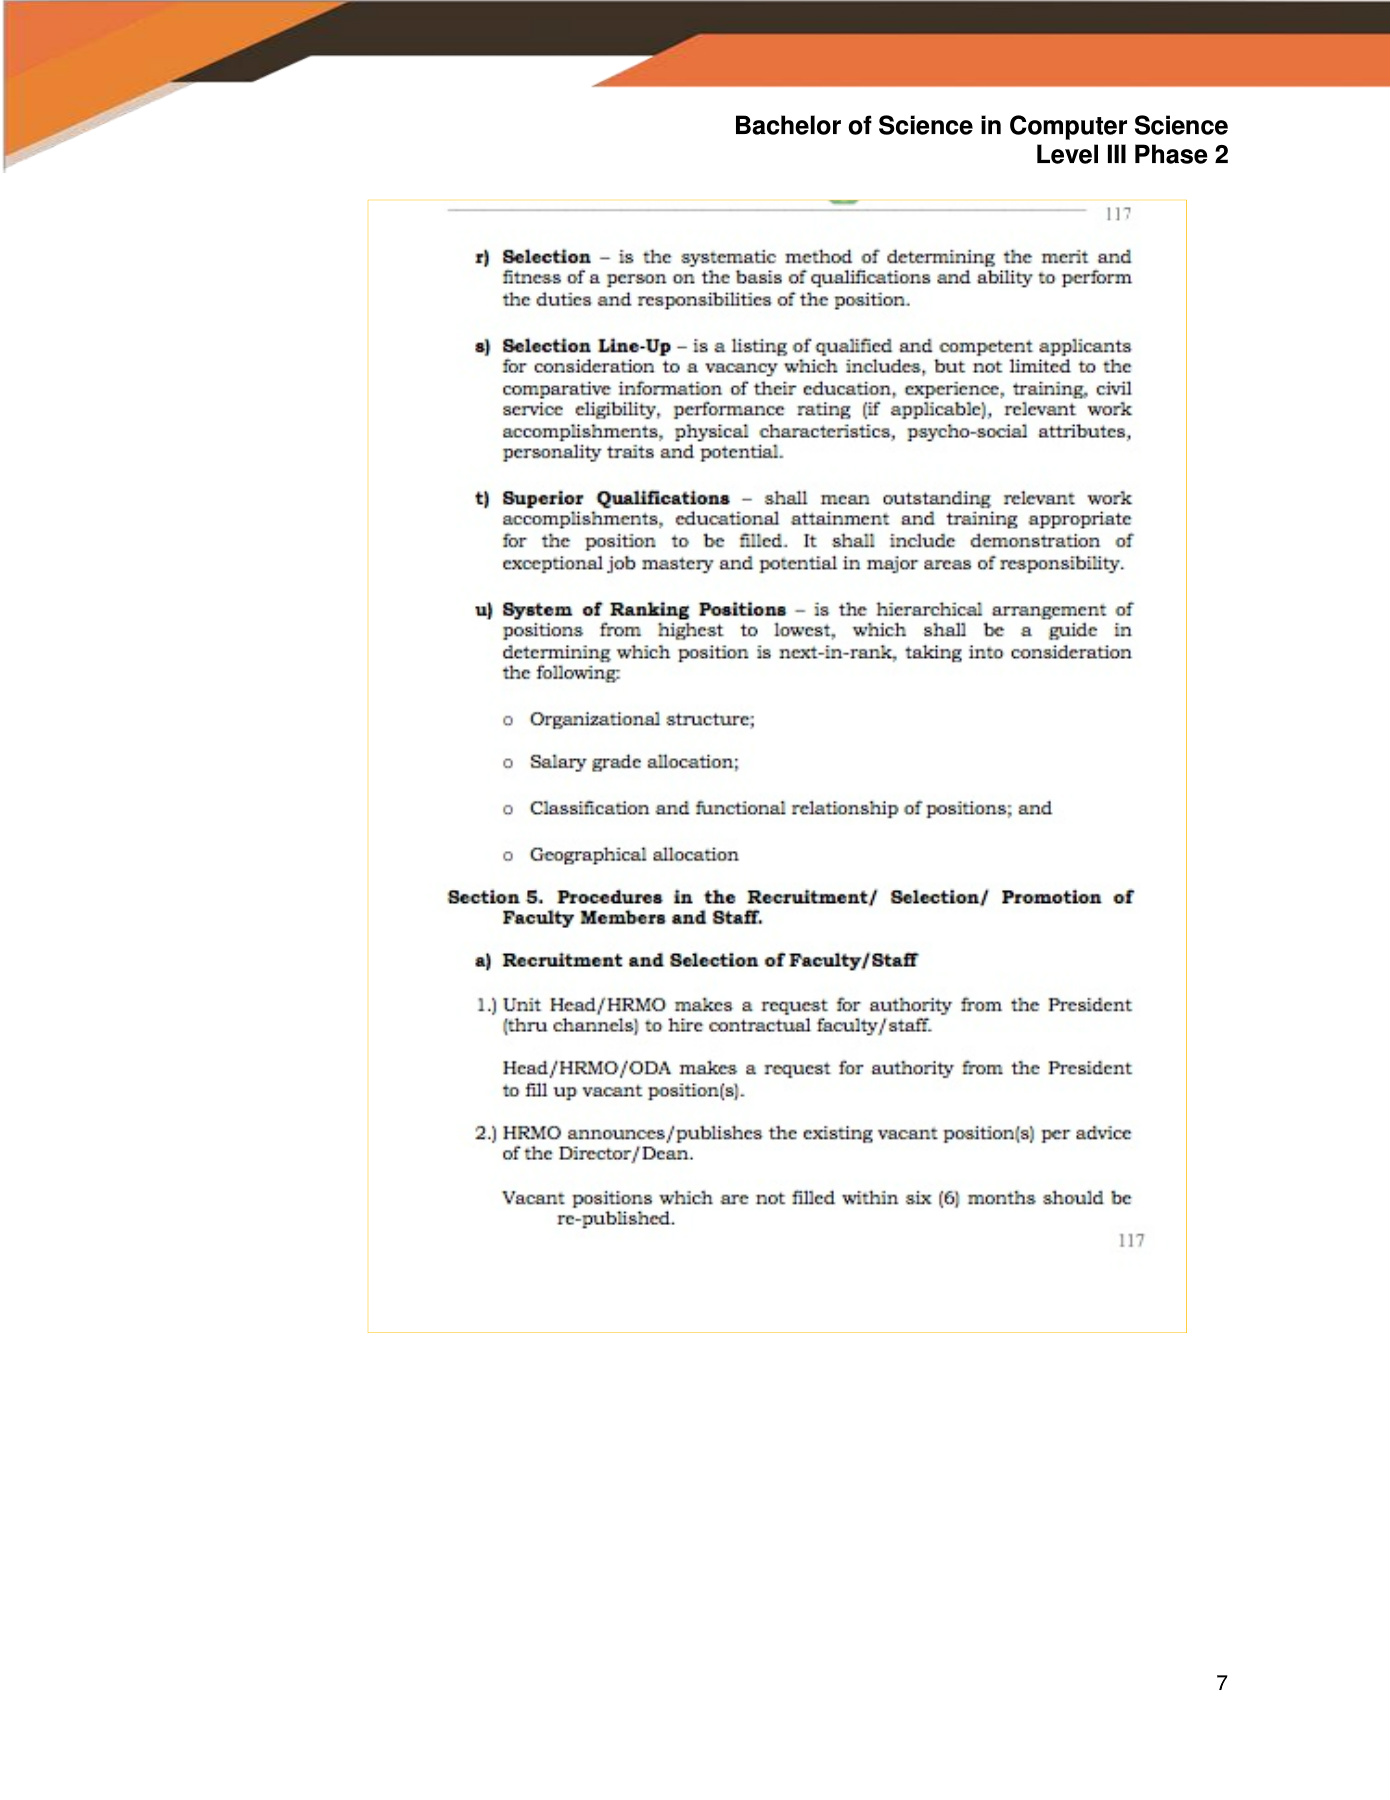 Bachelor of Science in Computer Science
Level III Phase 2
117
r) Selection – is the systematic method of determining the merit and
fitness of a person on the basis of qualifications and ability to perform
the duties and responsibilities of the position.
s) Selection Line-Up – is a listing of qualified and competent applicants
for consideration to a vacancy which includes, but not limited to the
comparative information of their education, experience, training, civil
service eligibility, performance rating (if applicable), relevant work
accomplishments, physical characteristics, psycho-social attributes,
personality traits and potential.
t) Superior Qualifications – shall mean outstanding relevant work
accomplishments, educational attainment and training appropriate
for the position to be filled. It shall include demonstration of
exceptional job mastery and potential in major areas of responsibility.
u) System of Ranking Positions – is the hierarchical arrangement of
positions from highest to lowest, which shall be a guide in
determining which position is next-in-rank, taking into consideration
the following:
o Organizational structure;
o Salary grade allocation;
o Classification and functional relationship of positions; and
o Geographical allocation
Section 5. Procedures in the Recruitment/ Selection/ Promotion of
Faculty Members and Staff.
a) Recruitment and Selection of Faculty/Staff
1.) Unit Head/HRMO makes a request for authority from the President
(thru channels) to hire contractual faculty/staff.
Head/HRMO/ODA makes a request for authority from the President
to fill up vacant position(s).
2.) HRMO announces/publishes the existing vacant position(s) per advice
of the Director/Dean.
Vacant positions which are not filled within six (6) months should be
re-published.
117
7